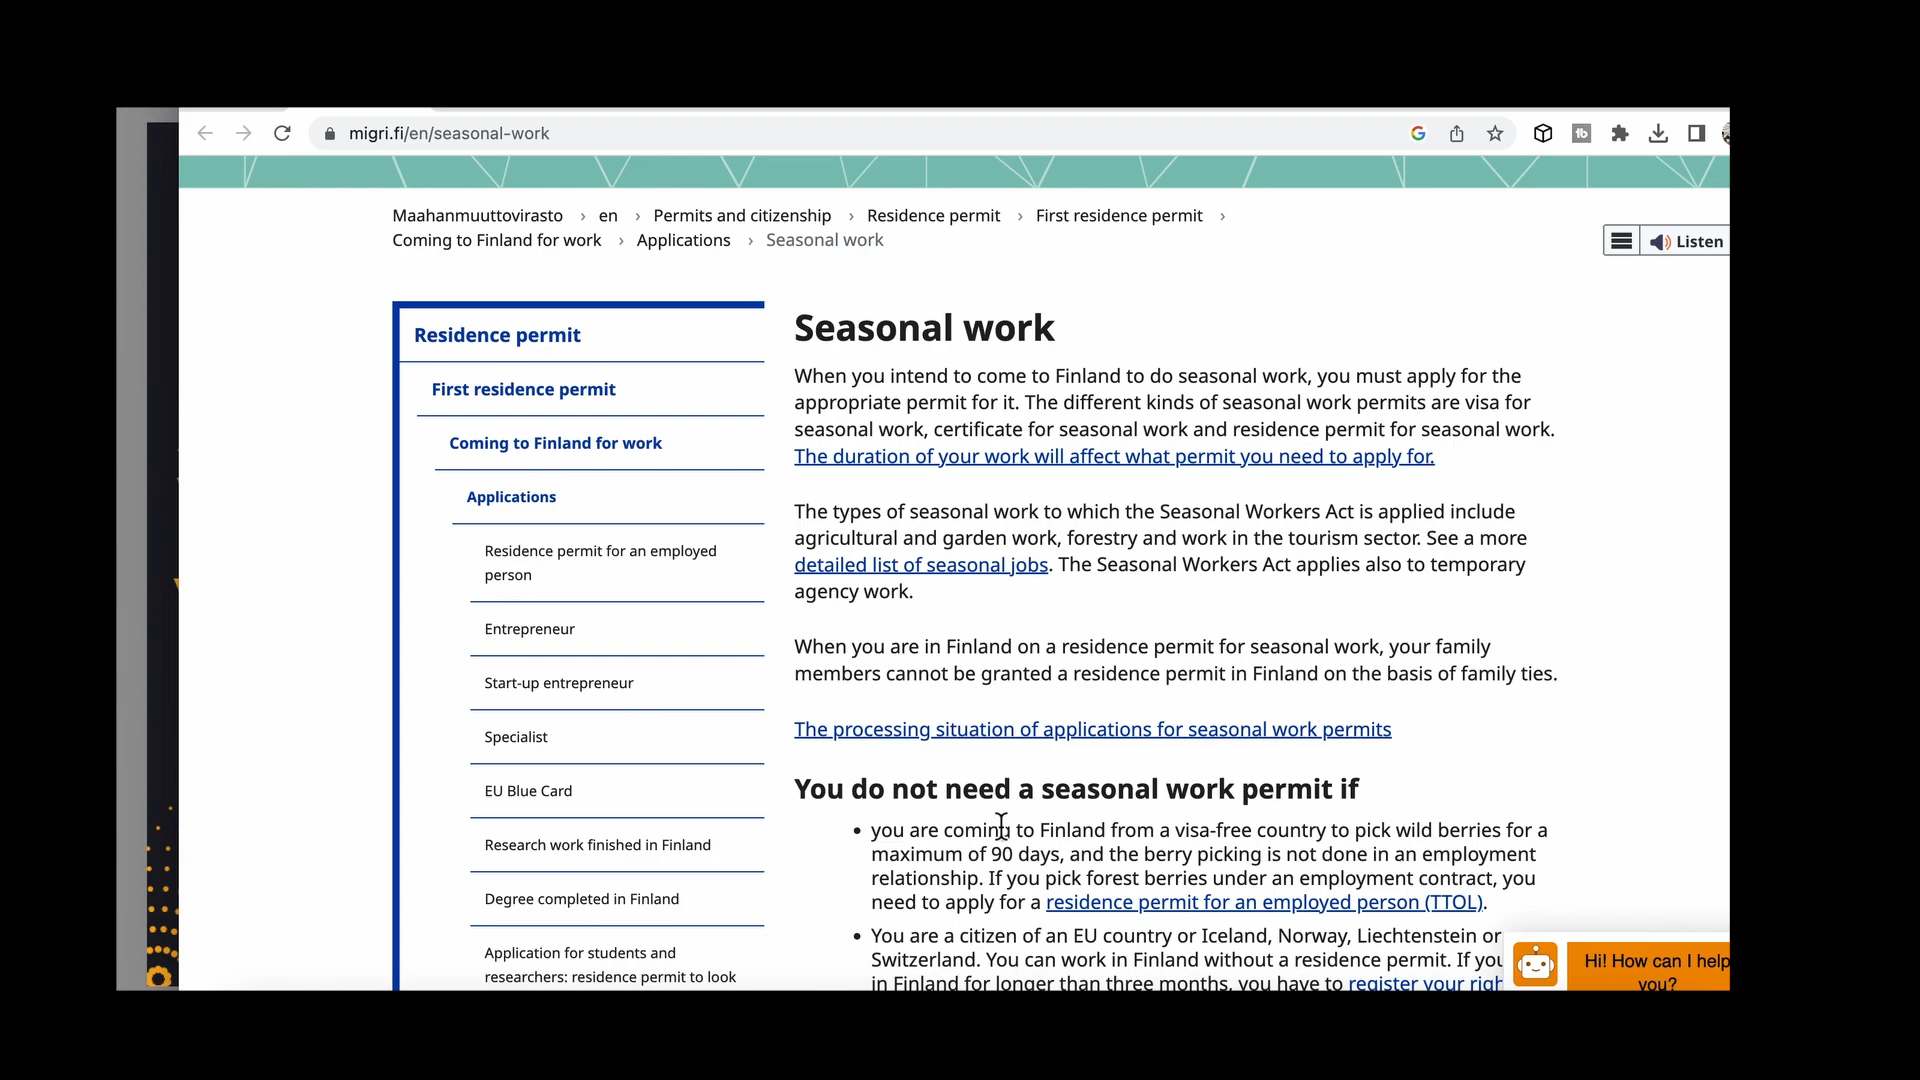 migri.fi/en/seasonal-work
Maahanmuuttovirasto › en › Permits and citizenship › Residence permit › First residence permit ›
Coming to Finland for work › Applications › Seasonal work
Listen
Residence permit
First residence permit
Coming to Finland for work
Applications
Residence permit for an employed
person
Entrepreneur
Start-up entrepreneur
Specialist
EU Blue Card
Research work finished in Finland
Degree completed in Finland
Application for students and
researchers: residence permit to look
Seasonal work
When you intend to come to Finland to do seasonal work, you must apply for the
appropriate permit for it. The different kinds of seasonal work permits are visa for
seasonal work, certificate for seasonal work and residence permit for seasonal work.
The duration of your work will affect what permit you need to apply for.
The types of seasonal work to which the Seasonal Workers Act is applied include
agricultural and garden work, forestry and work in the tourism sector. See a more
detailed list of seasonal jobs. The Seasonal Workers Act applies also to temporary
agency work.
When you are in Finland on a residence permit for seasonal work, your family
members cannot be granted a residence permit in Finland on the basis of family ties.
The processing situation of applications for seasonal work permits
You do not need a seasonal work permit if
• you are coming to Finland from a visa-free country to pick wild berries for a
maximum of 90 days, and the berry picking is not done in an employment
relationship. If you pick forest berries under an employment contract, you
need to apply for a residence permit for an employed person (TTOL).
• You are a citizen of an EU country or Iceland, Norway, Liechtenstein or
Switzerland. You can work in Finland without a residence permit. If you
in Finland for longer than three months, you have to register your righ
Hi! How can I help
you?